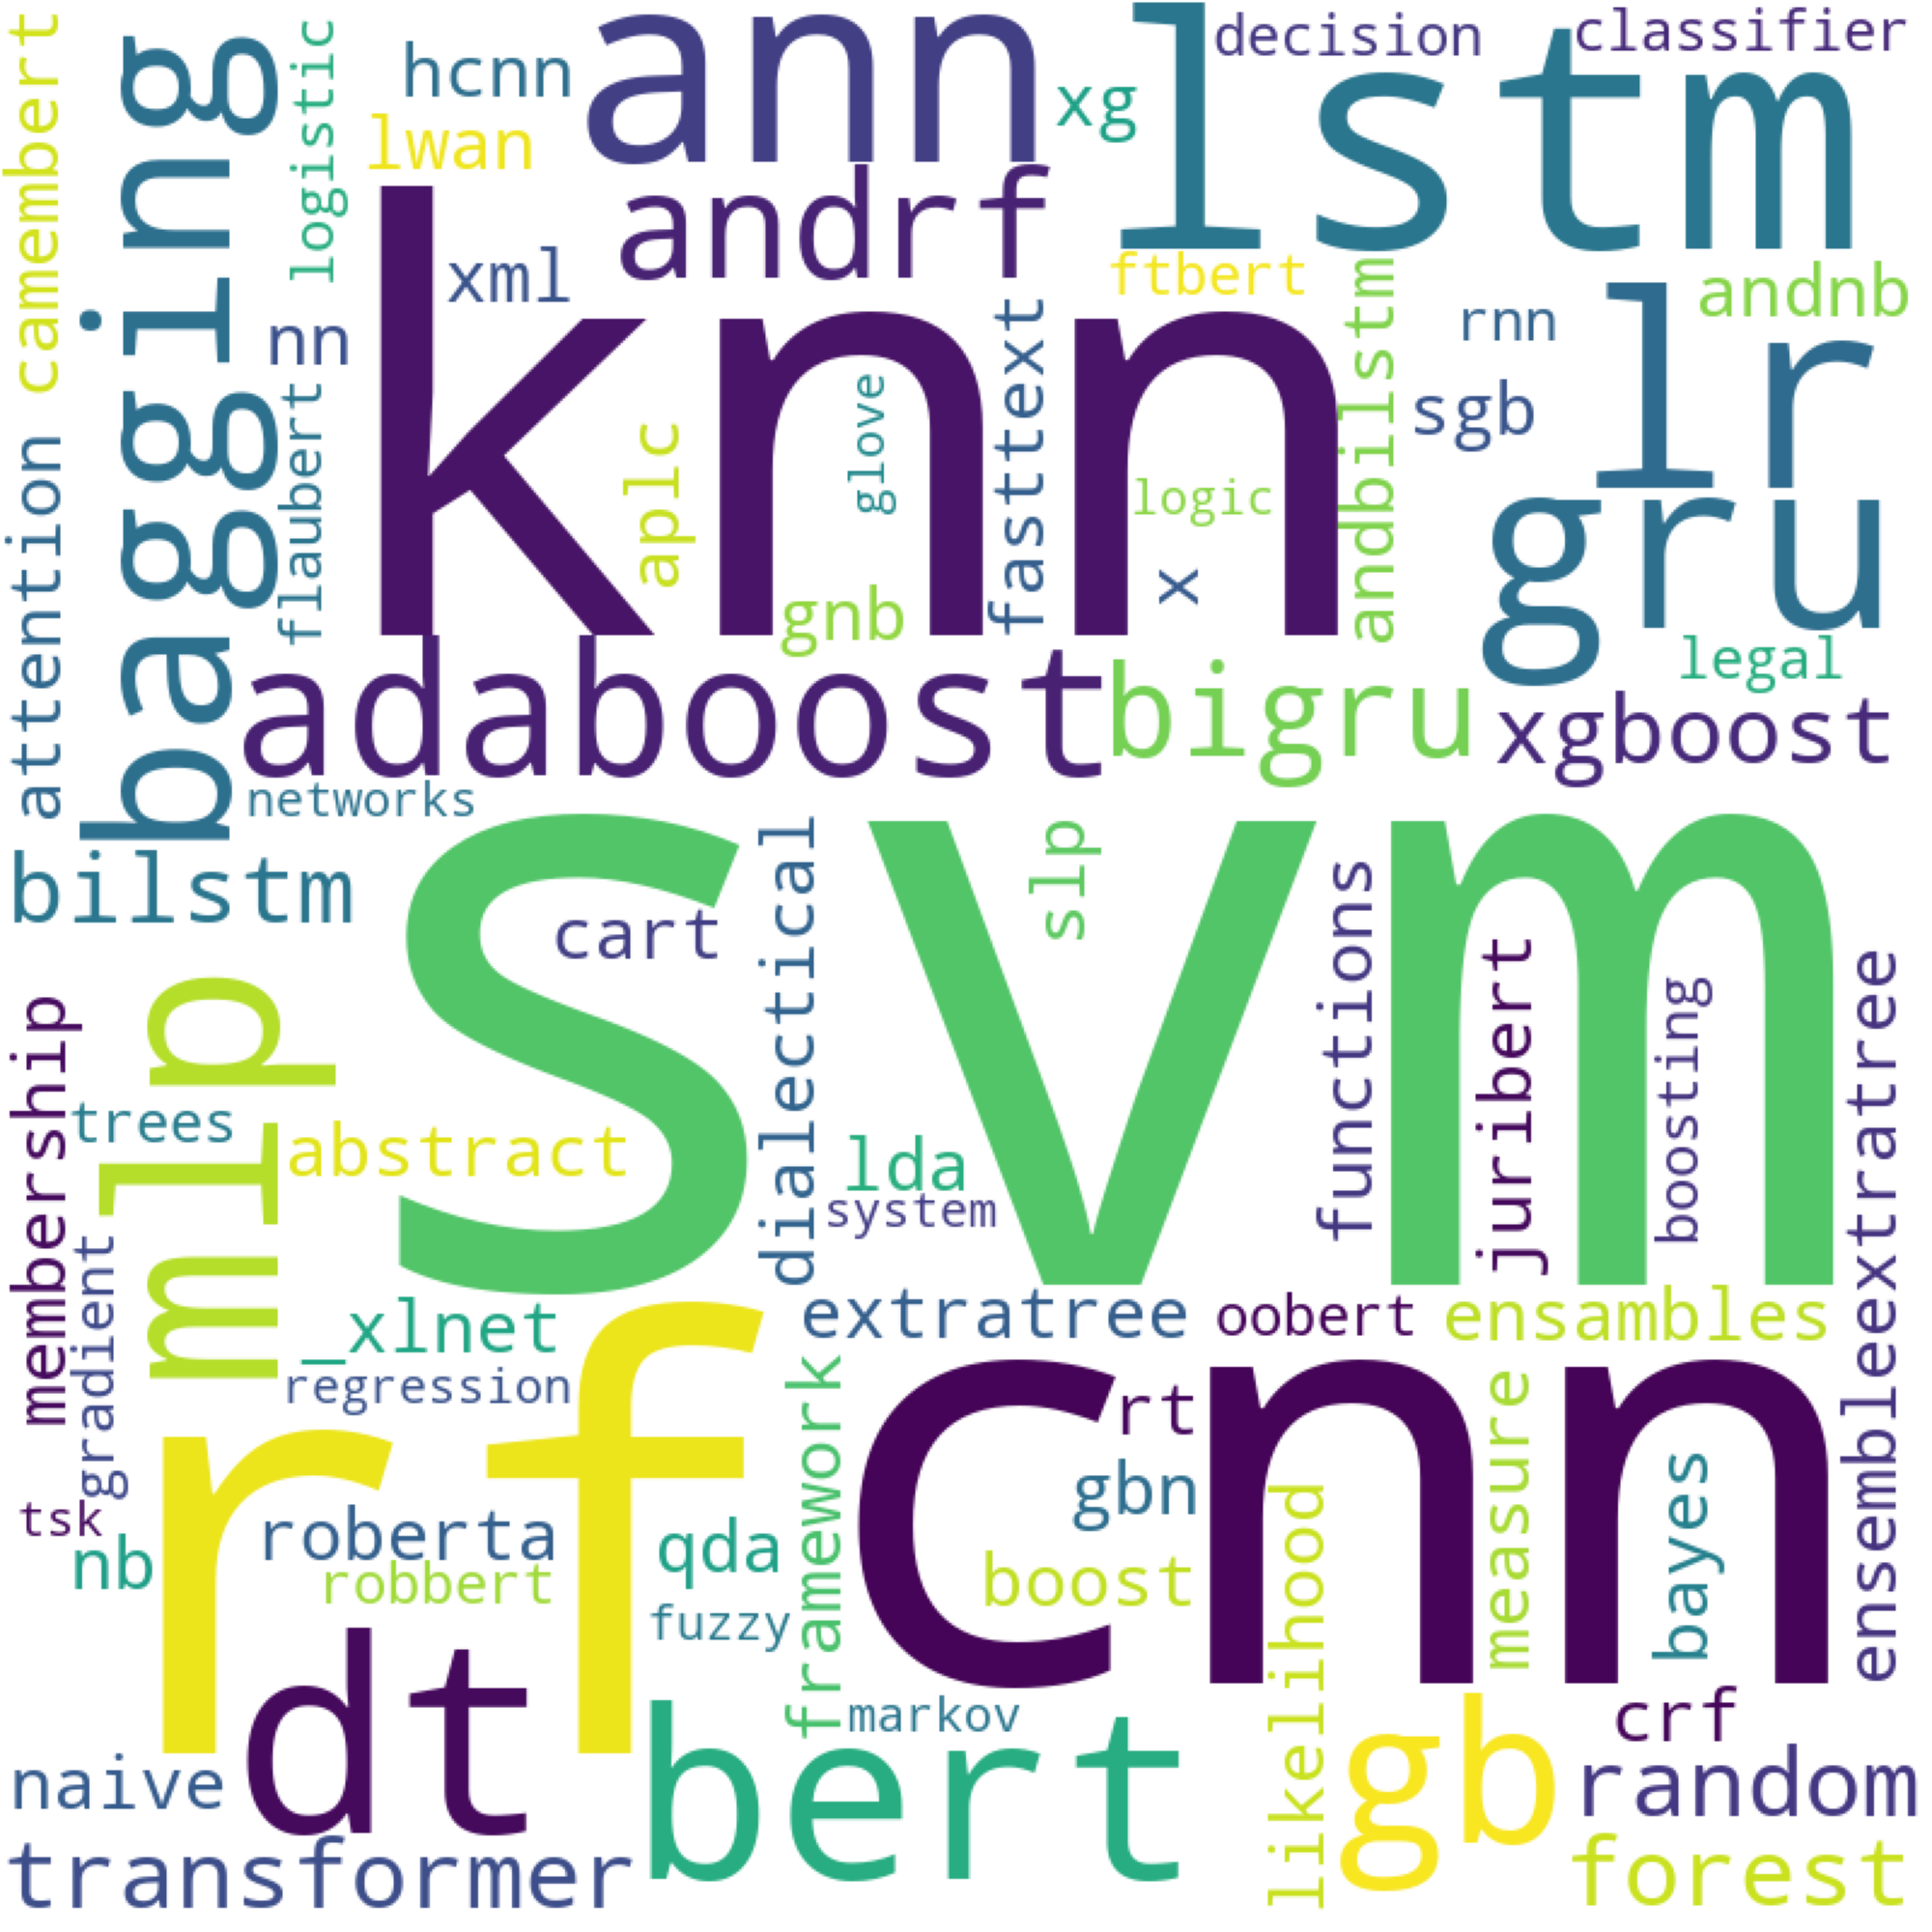 camembert
bagging
logistic
hcnn
ann
lstm
decision
classifier
xg
lwan
andrf
xml
nn
knn
ftbert
andbilstm
rnn
lr
andnb
sgb
fasttext
glove
aplc
logic
x
gnb
flaubert
attention
gru
legal
adaboost
bigru
xgboost
networks
bilstm
svm
cart
dialectical
slp
functions
juribert
boosting
ensembleextratree
mlp
membership
trees
abstract
lda
system
gradient
_xlnet
regression
extratree
oobert
ensambles
rf
cnn
rt
gbn
measure
bayes
likelihood
framework
tsk
nb
roberta
robbert
qda
fuzzy
boost
dt
markov
bert
gb
crf
naive
random
transformer
forest